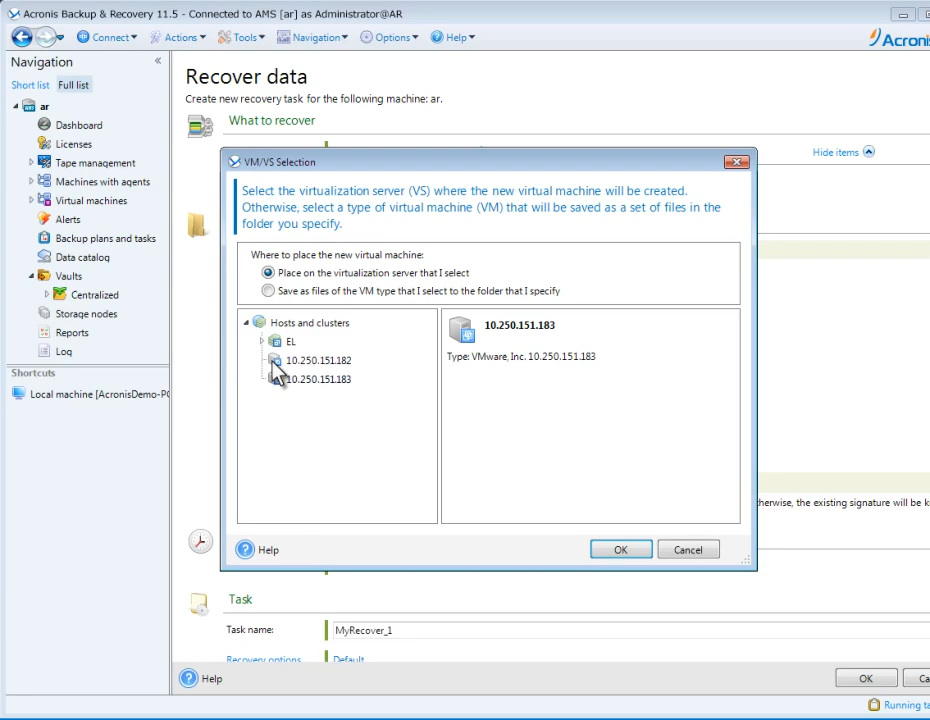 Acronis Backup & Recovery 11.5 - Connected to AMS [ar] as Administrator@AR
Connect Actions Tools Navigation Options Help
Acronis
Navigation
Short list Full list
ar
Dashboard
Licenses
Tape management
Machines with agents
Virtual machines
Alerts
Backup plans and tasks
Data catalog
Vaults
Centralized
Storage nodes
Reports
Log
Shortcuts
Local machine [AcronisDemo-PC
Recover data
Create new recovery task for the following machine: ar.
What to recover
Hide items
VM/VS Selection
Select the virtualization server (VS) where the new virtual machine will be created.
Otherwise, select a type of virtual machine (VM) that will be saved as a set of files in the
folder you specify.
Where to place the new virtual machine:
Place on the virtualization server that I select
Save as files of the VM type that I select to the folder that I specify
Hosts and clusters
EL
10.250.151.182
10.250.151.183
10.250.151.183
Type: VMware, Inc. 10.250.151.183
Help
OK
Cancel
herwise, the existing signature will be k
Task
Task name:
MyRecover_1
Recovery options
Default
Help
OK
Ca
Running ta